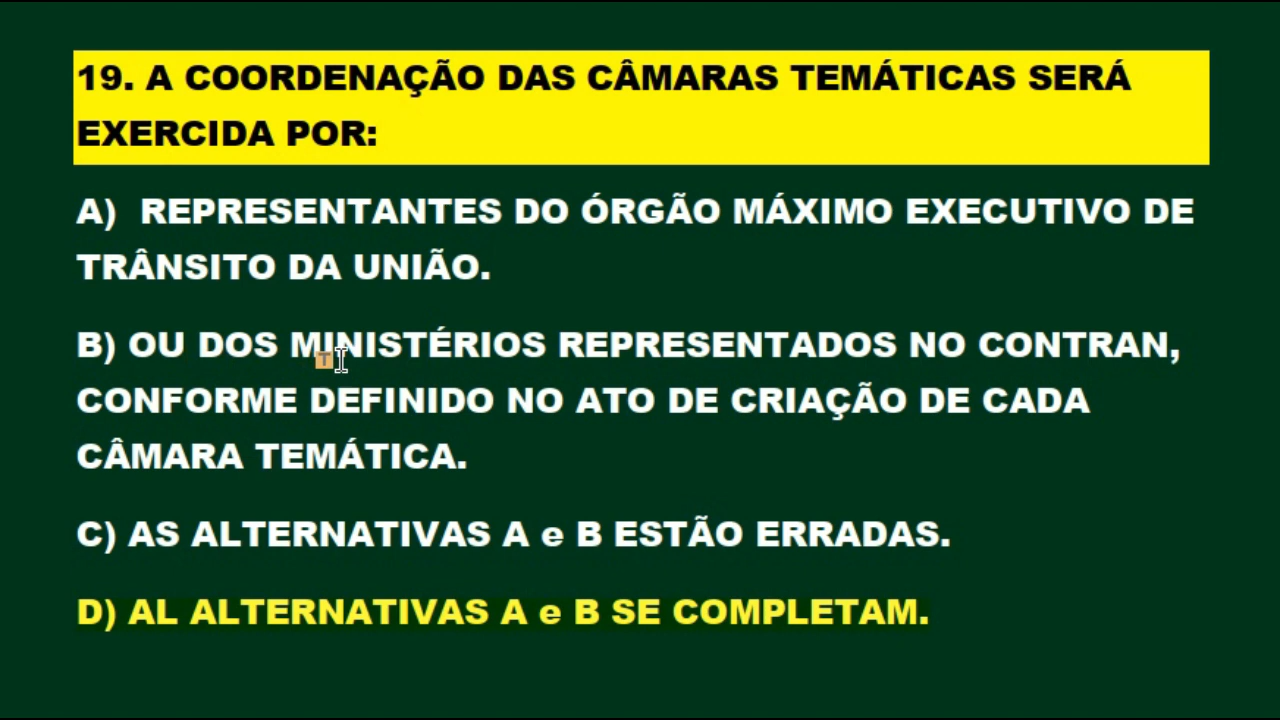 19. A COORDENAÇÃO DAS CÂMARAS TEMÁTICAS SERÁ
EXERCIDA POR:
A) REPRESENTANTES DO ÓRGÃO MÁXIMO EXECUTIVO DE
TRÂNSITO DA UNIÃO.
B) OU DOS MINISTÉRIOS REPRESENTADOS NO CONTRAN,
CONFORME DEFINIDO NO ATO DE CRIAÇÃO DE CADA
CÂMARA TEMÁTICA.
C) AS ALTERNATIVAS A e B ESTÃO ERRADAS.
D) AL ALTERNATIVAS A e B SE COMPLETAM.